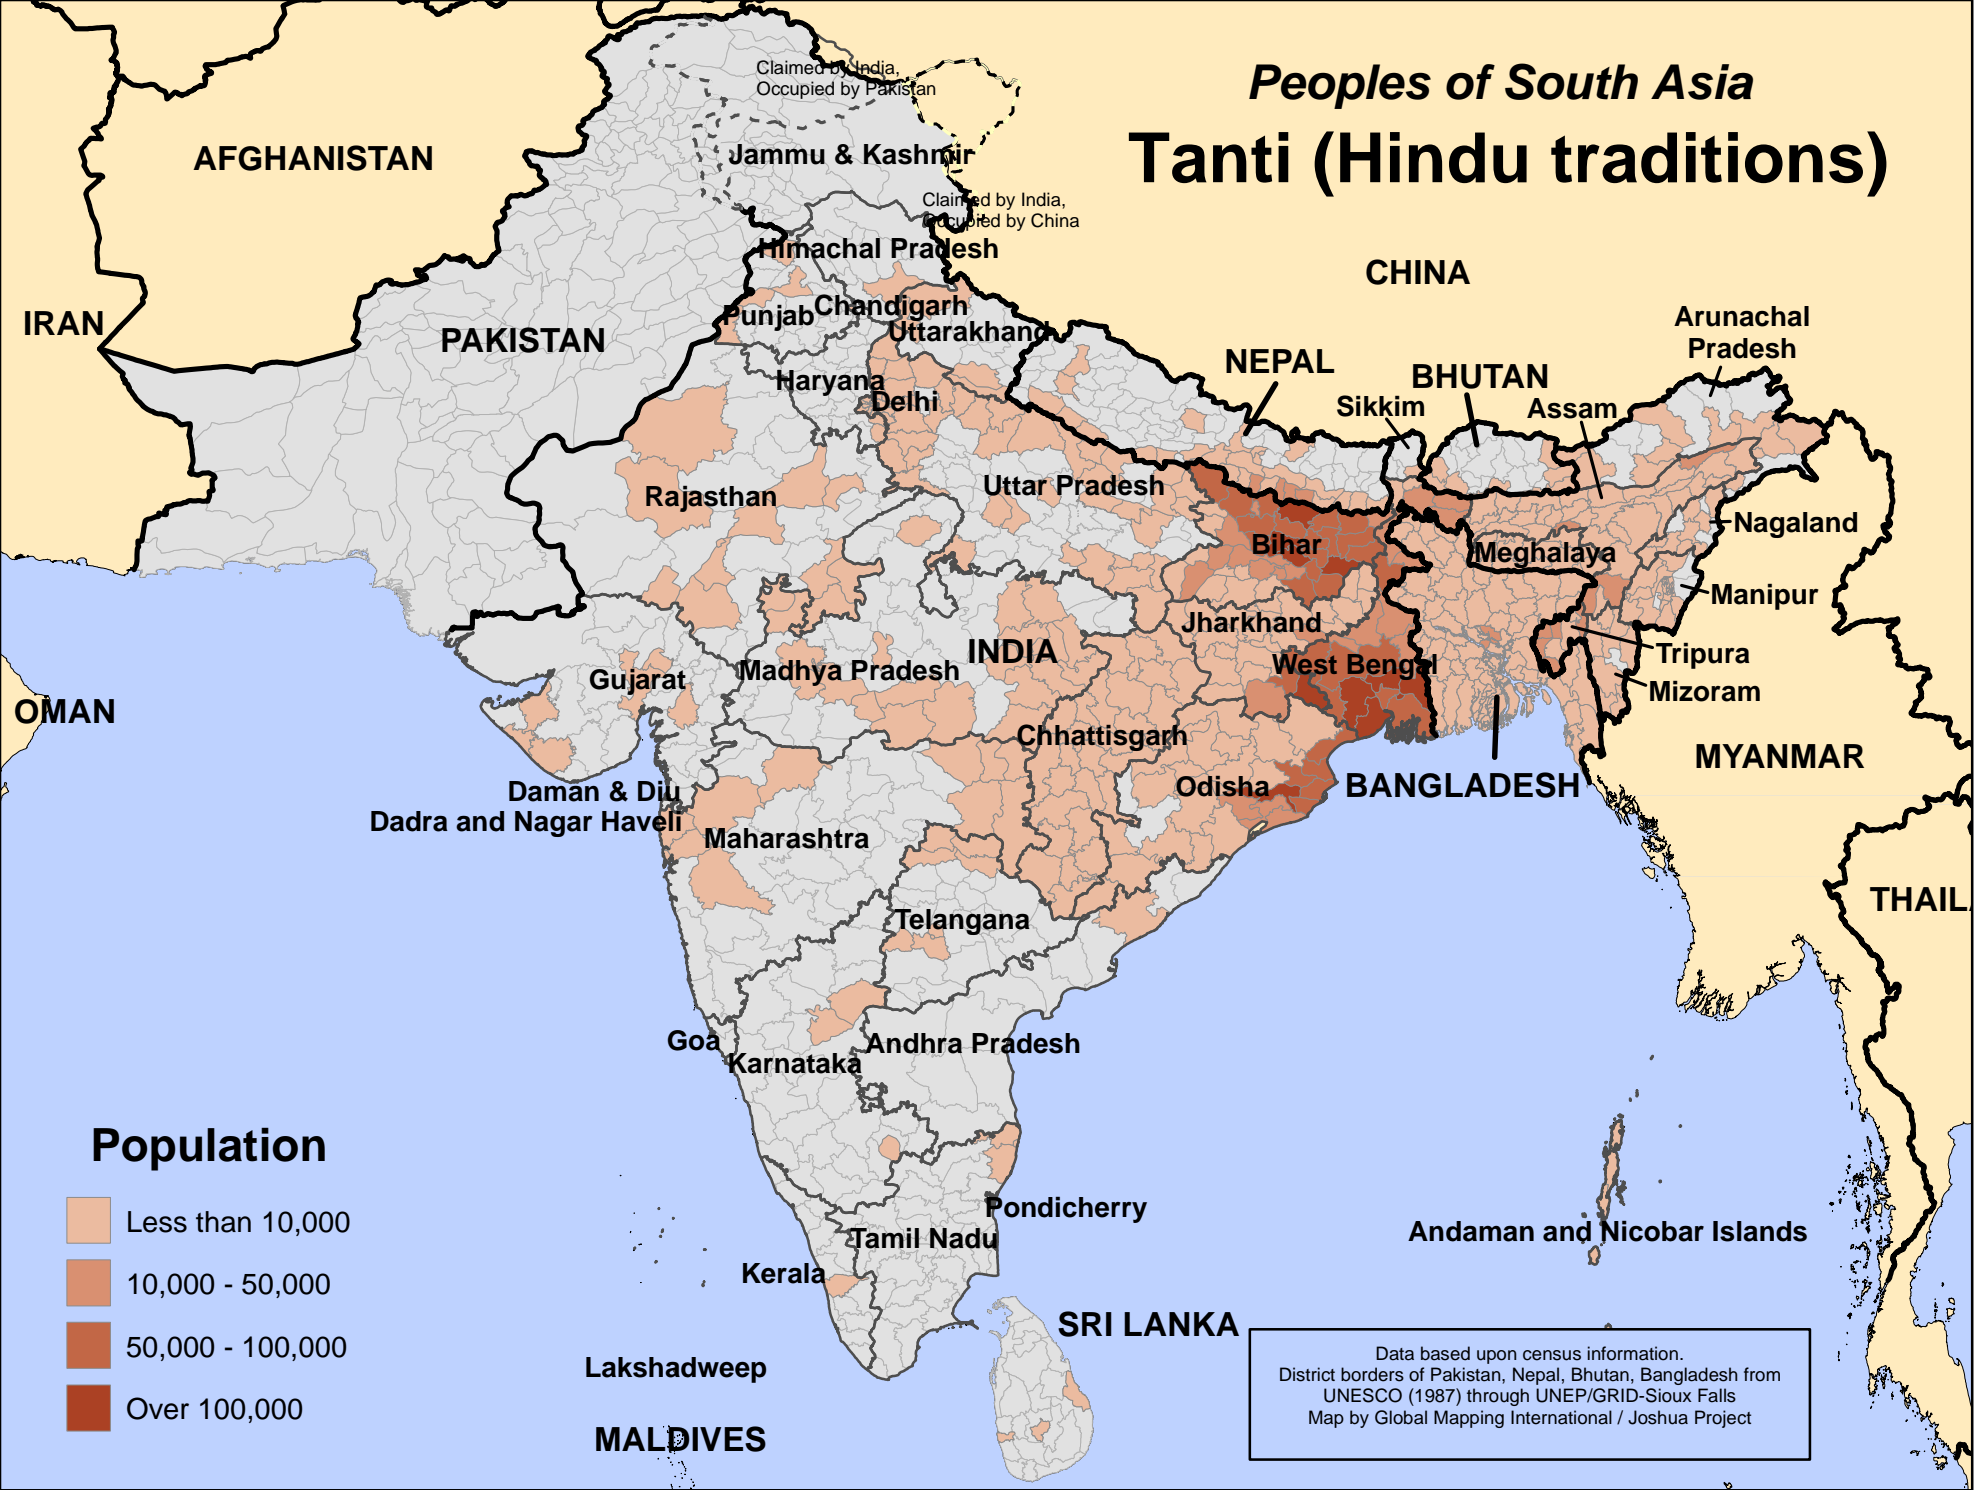 Peoples of South Asia
Tanti (Hindu traditions)
Claimed by India,
Occupied by Pakistan
AFGHANISTAN
Jammu & Kashmir
Claimed by India,
Occupied by China
Himachal Pradesh
CHINA
IRAN
PAKISTAN
Punjab
Chandigarh
Uttarakhand
Arunachal
Pradesh
NEPAL
BHUTAN
Haryana
Delhi
Sikkim
Assam
Rajasthan
Uttar Pradesh
Nagaland
Bihar
Meghalaya
Manipur
Jharkhand
INDIA
Tripura
Gujarat
Madhya Pradesh
West Bengal
Mizoram
OMAN
Chhattisgarh
MYANMAR
Odisha
BANGLADESH
Daman & Diu
Dadra and Nagar Haveli
Maharashtra
THAIL
Telangana
Goa
Karnataka
Andhra Pradesh
Pondicherry
Tamil Nadu
Andaman and Nicobar Islands
Kerala
SRI LANKA
Lakshadweep
MALDIVES
Population
Less than 10,000
10,000 - 50,000
50,000 - 100,000
Over 100,000
Data based upon census information.
District borders of Pakistan, Nepal, Bhutan, Bangladesh from
UNESCO (1987) through UNEP/GRID-Sioux Falls
Map by Global Mapping International / Joshua Project